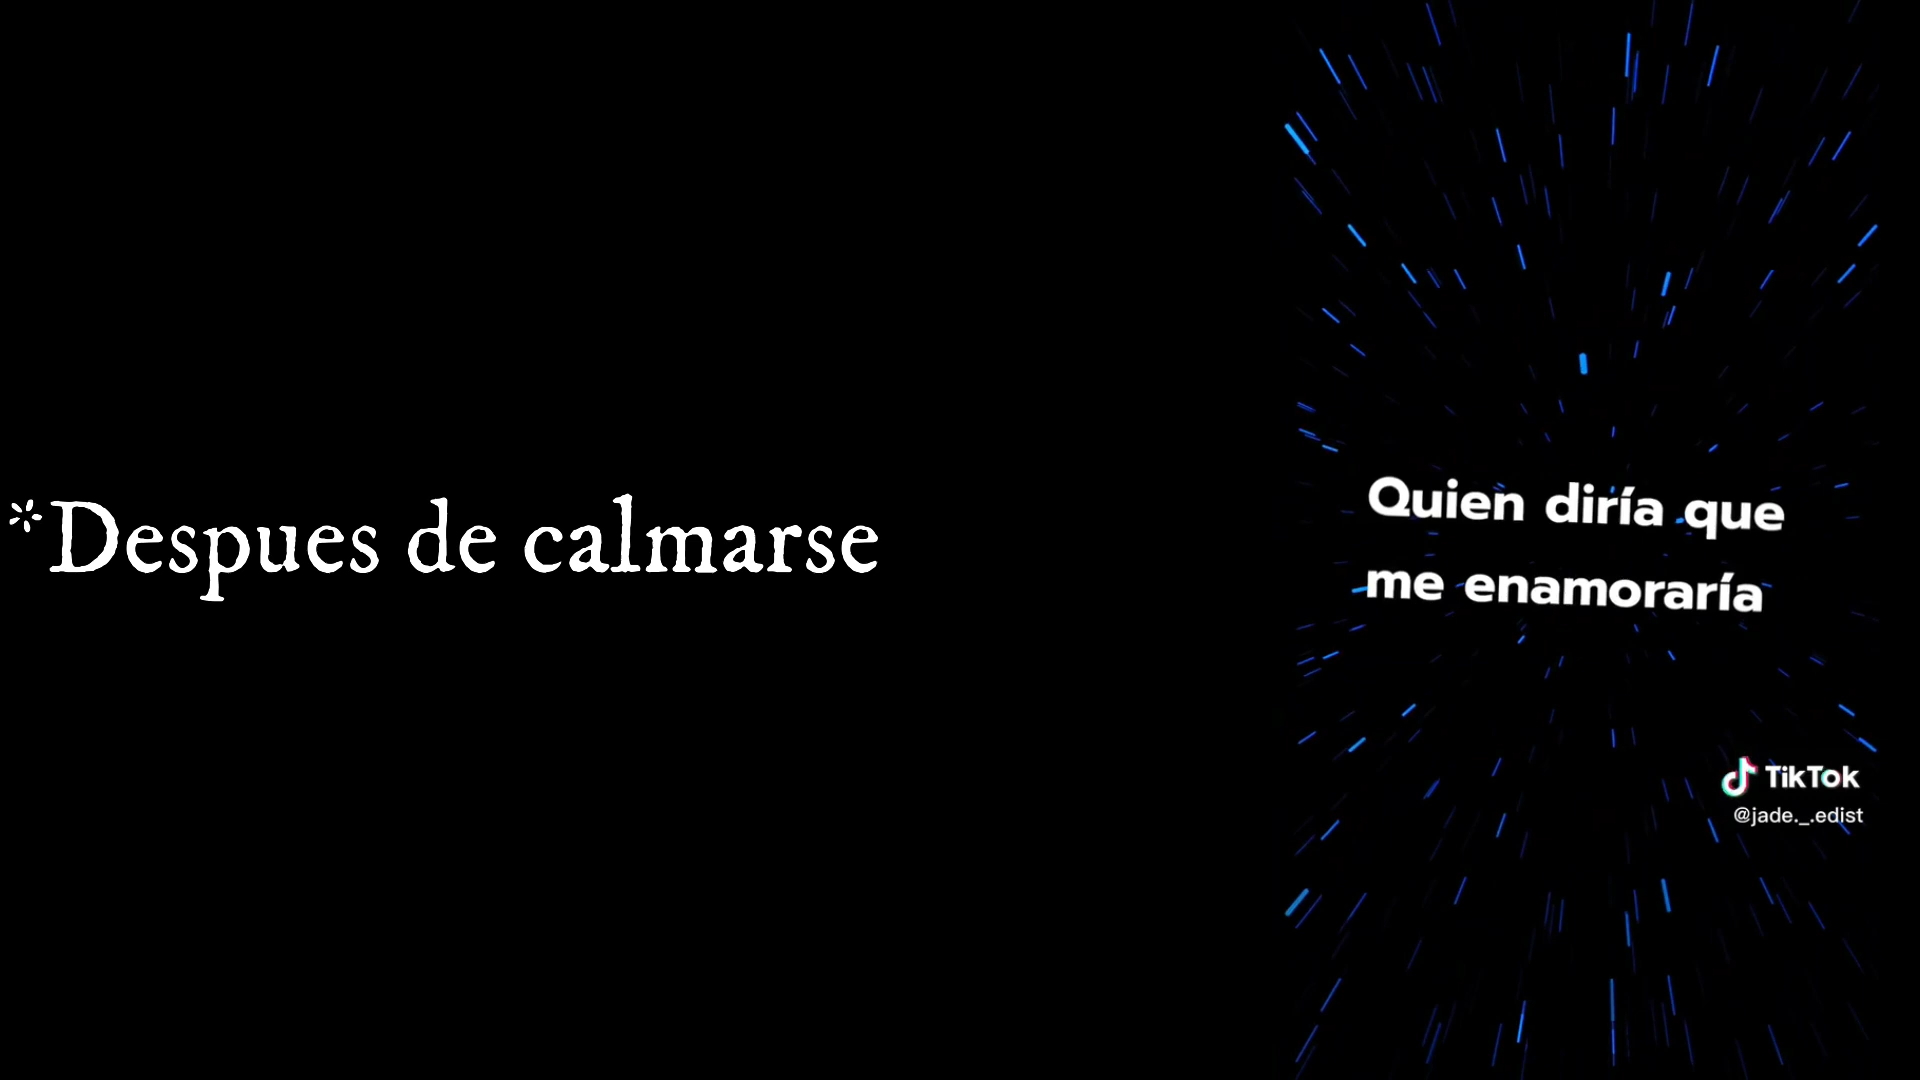 *Despues de calmarse
Quien diría que
me enamoraría
TikTok
@jade._.edist